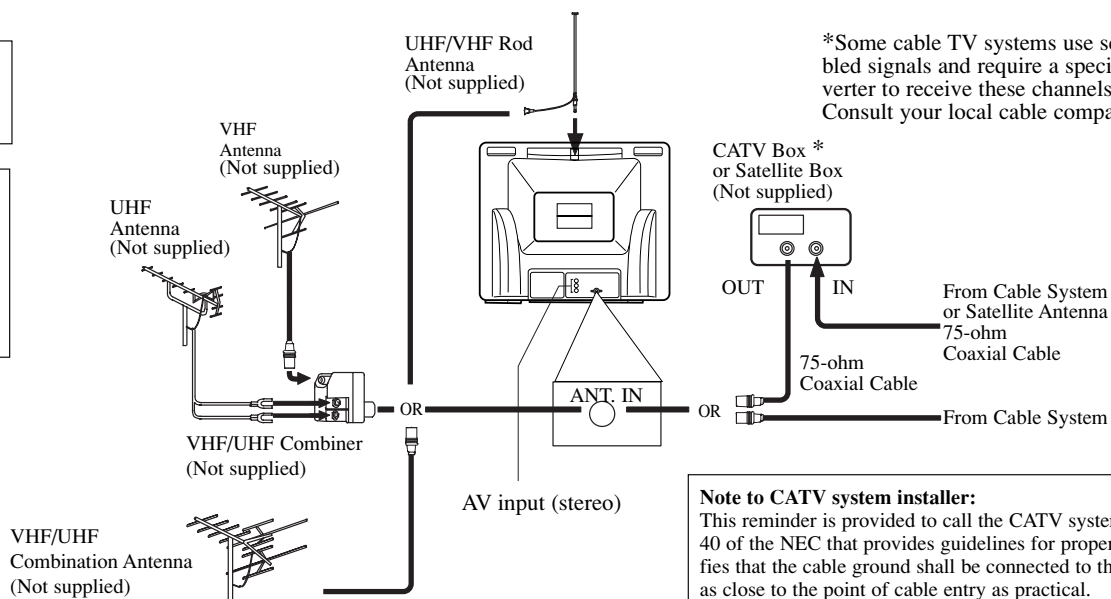 UHF/VHF Rod
Antenna
(Not supplied)
*Some cable TV systems use
bled signals and require a
verter to receive these channels
Consult your local cable
VHF
Antenna
(Not supplied)
CATV Box *
or Satellite Box
(Not supplied)
UHF
Antenna
(Not supplied)
OUT
IN
From Cable System
or Satellite Antenna
75-ohm
Coaxial Cable
75-ohm
Coaxial Cable
ANT. IN
OR
OR
From Cable System
VHF/UHF Combiner
(Not supplied)
AV input (stereo)
VHF/UHF
Combination Antenna
(Not supplied)
Note to CATV system installer:
This reminder is provided to call the CATV
40 of the NEC that provides guidelines for proper
fies that the cable ground shall be connected to
as close to the point of cable entry as practical.